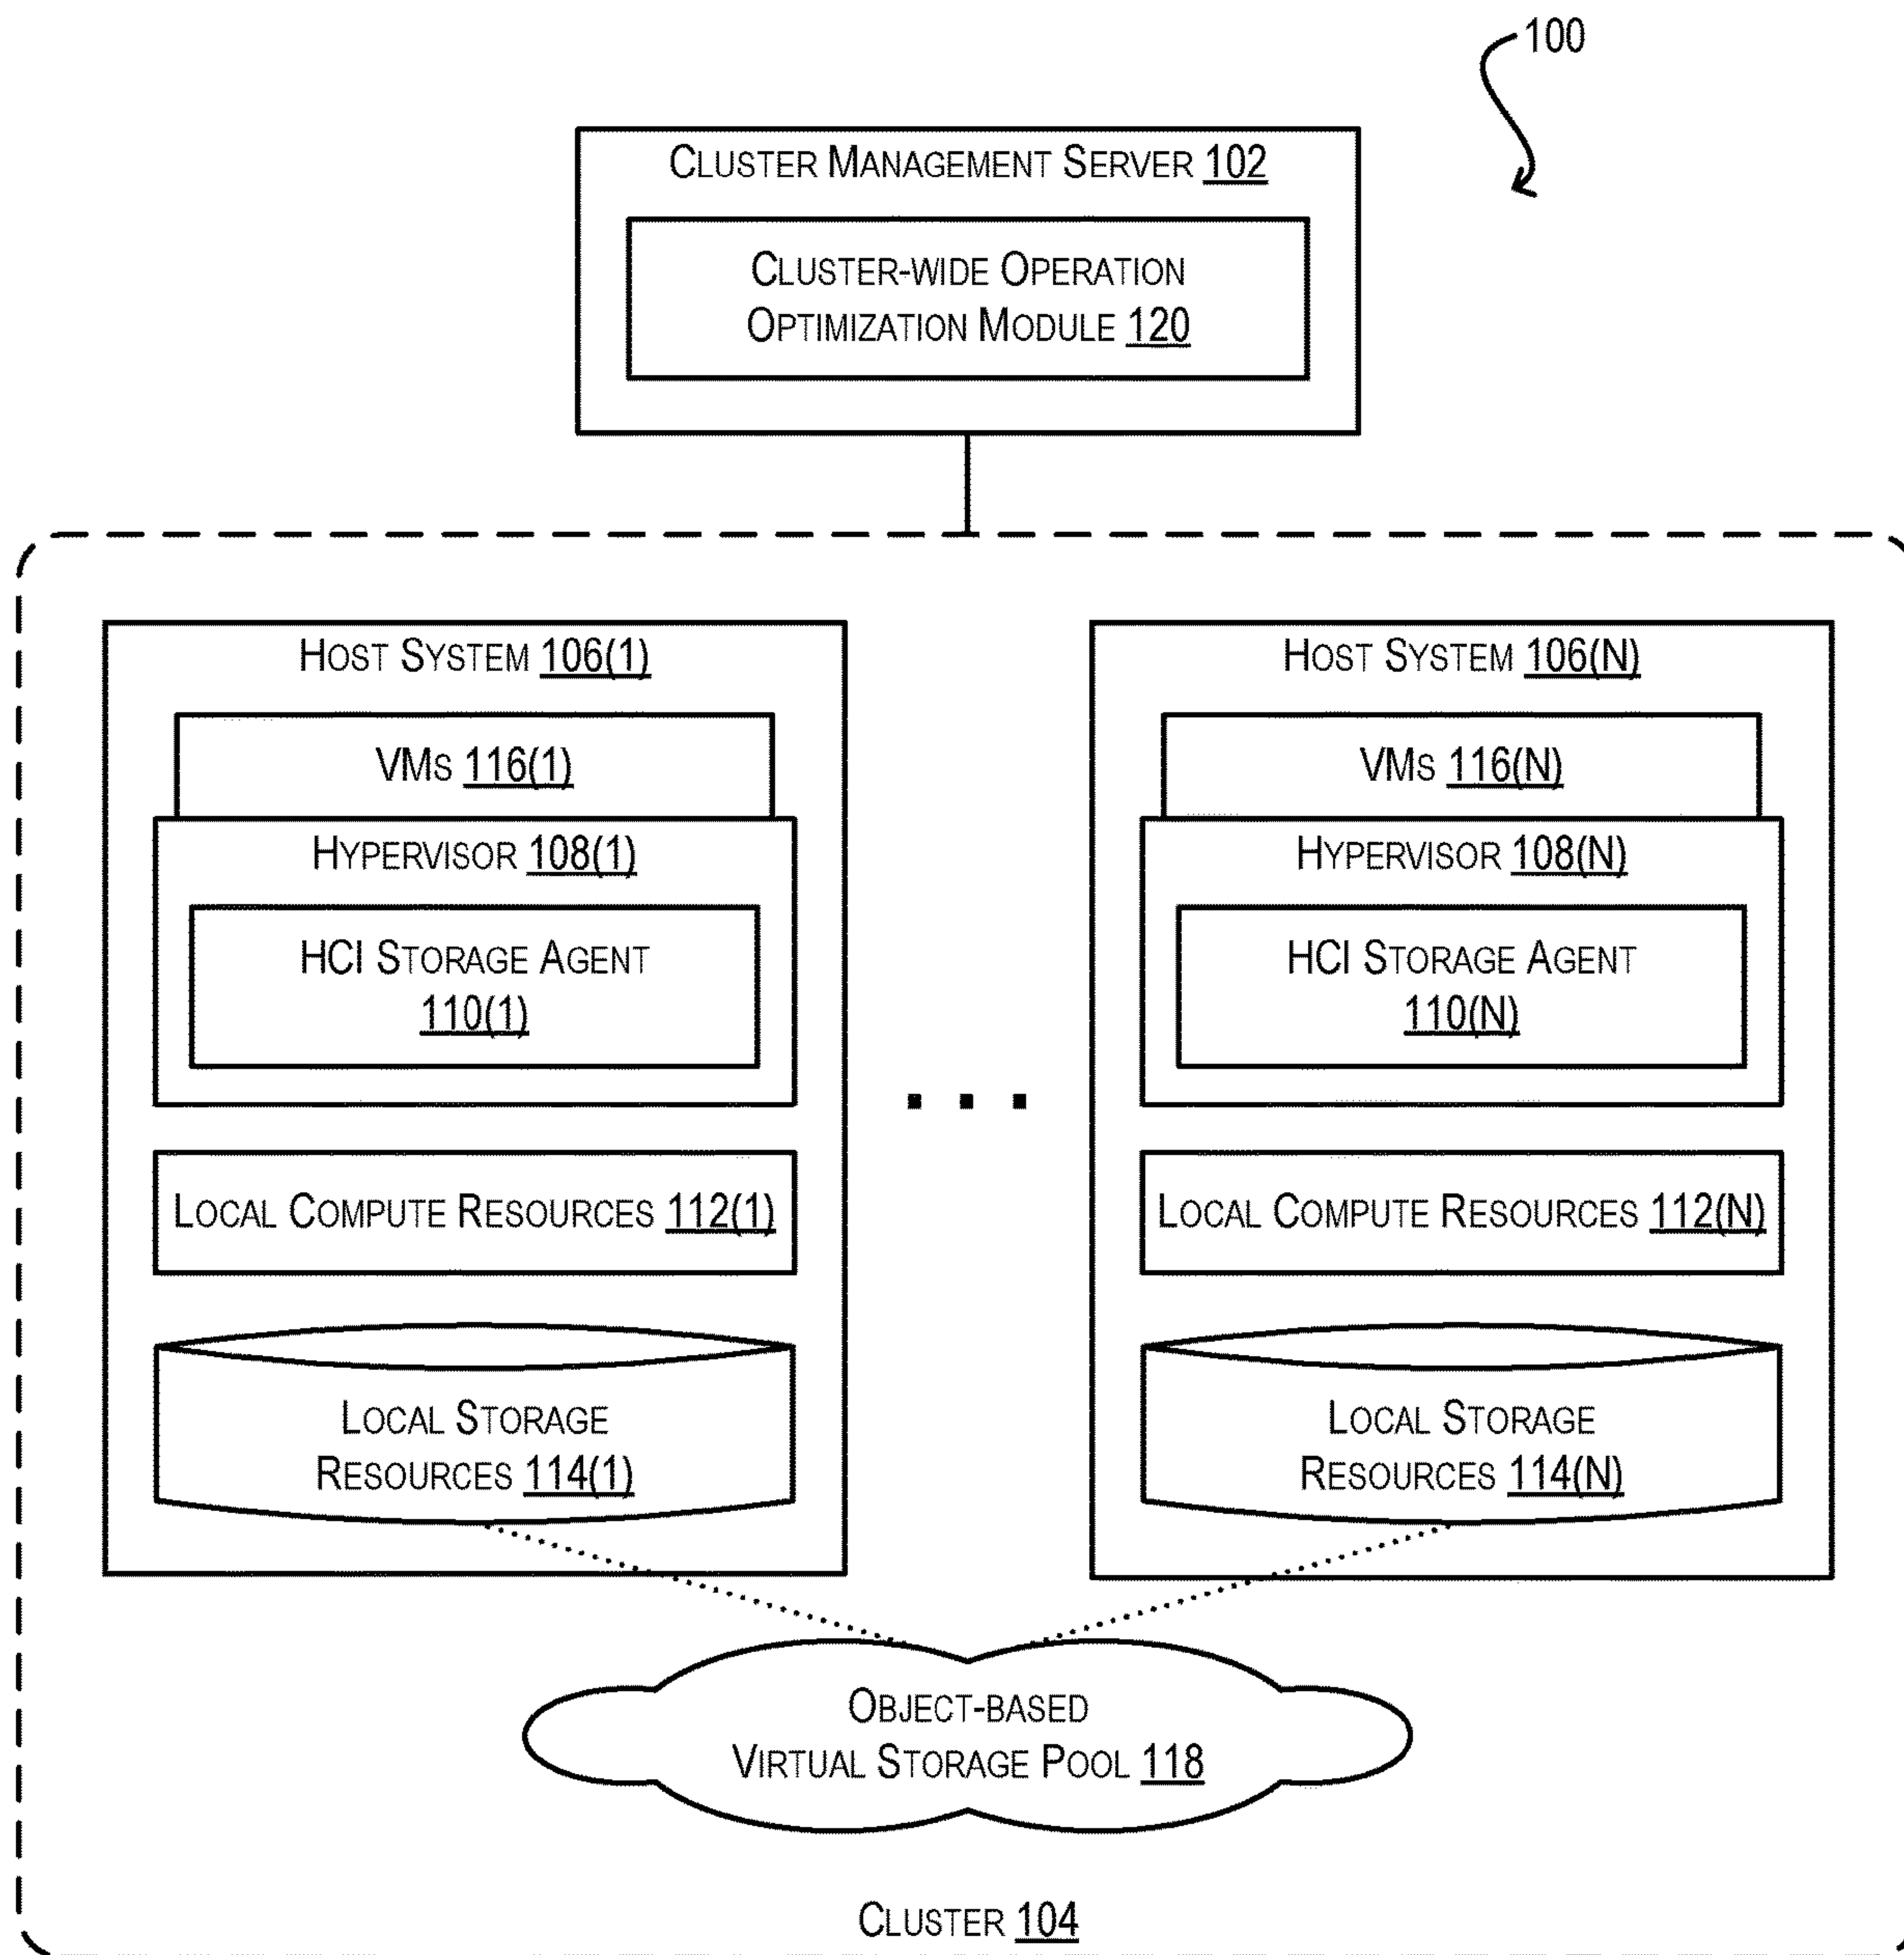 100
Cluster Management Server 102
Cluster-wide Operation
Optimization Module 120
Host System 106(1)
VMs 116(1)
Hypervisor 108(1)
HCI Storage Agent
110(1)
Local Compute Resources 112(1)
Local Storage
Resources 114(1)
. . .
Host System 106(N)
VMs 116(N)
Hypervisor 108(N)
HCI Storage Agent
110(N)
Local Compute Resources 112(N)
Local Storage
Resources 114(N)
Object-based
Virtual Storage Pool 118
Cluster 104